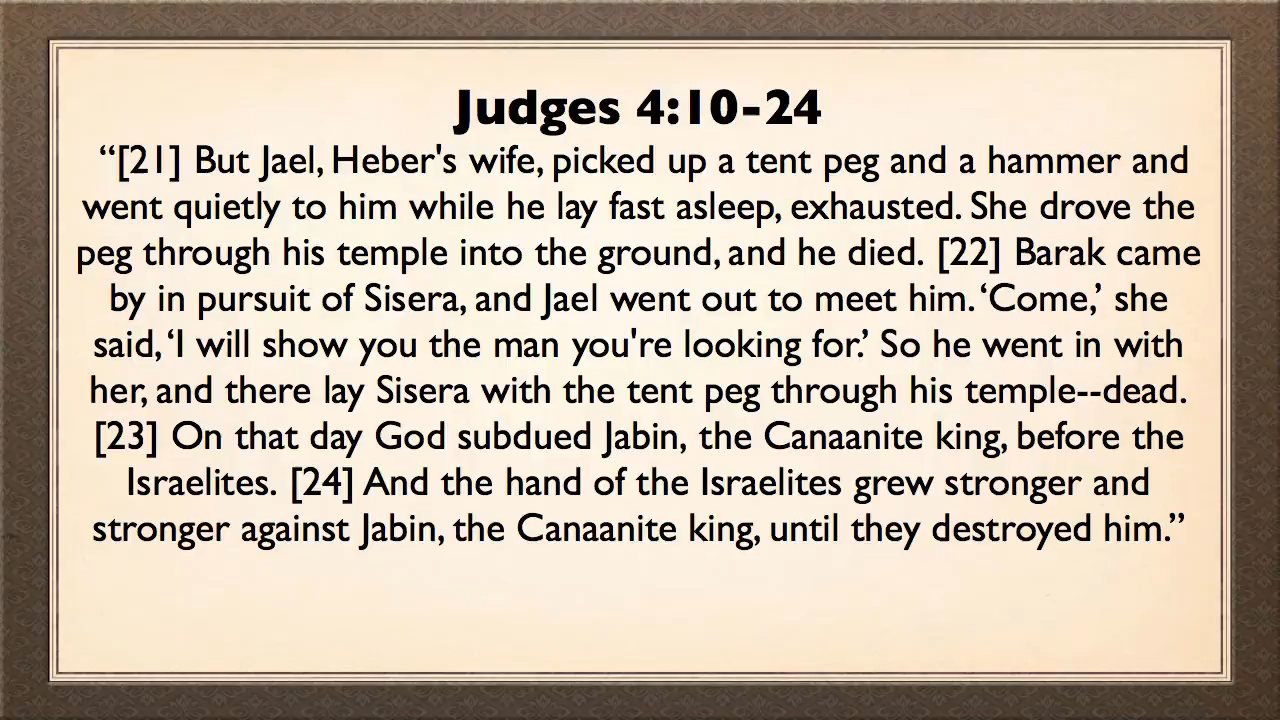 Judges 4:10-24
“[21] But Jael, Heber's wife, picked up a tent peg and a hammer and
went quietly to him while he lay fast asleep, exhausted. She drove the
peg through his temple into the ground, and he died. [22] Barak came
by in pursuit of Sisera, and Jael went out to meet him. ‘Come,’ she
said, ‘I will show you the man you're looking for.’ So he went in with
her, and there lay Sisera with the tent peg through his temple--dead.
[23] On that day God subdued Jabin, the Canaanite king, before the
Israelites. [24] And the hand of the Israelites grew stronger and
stronger against Jabin, the Canaanite king, until they destroyed him.”